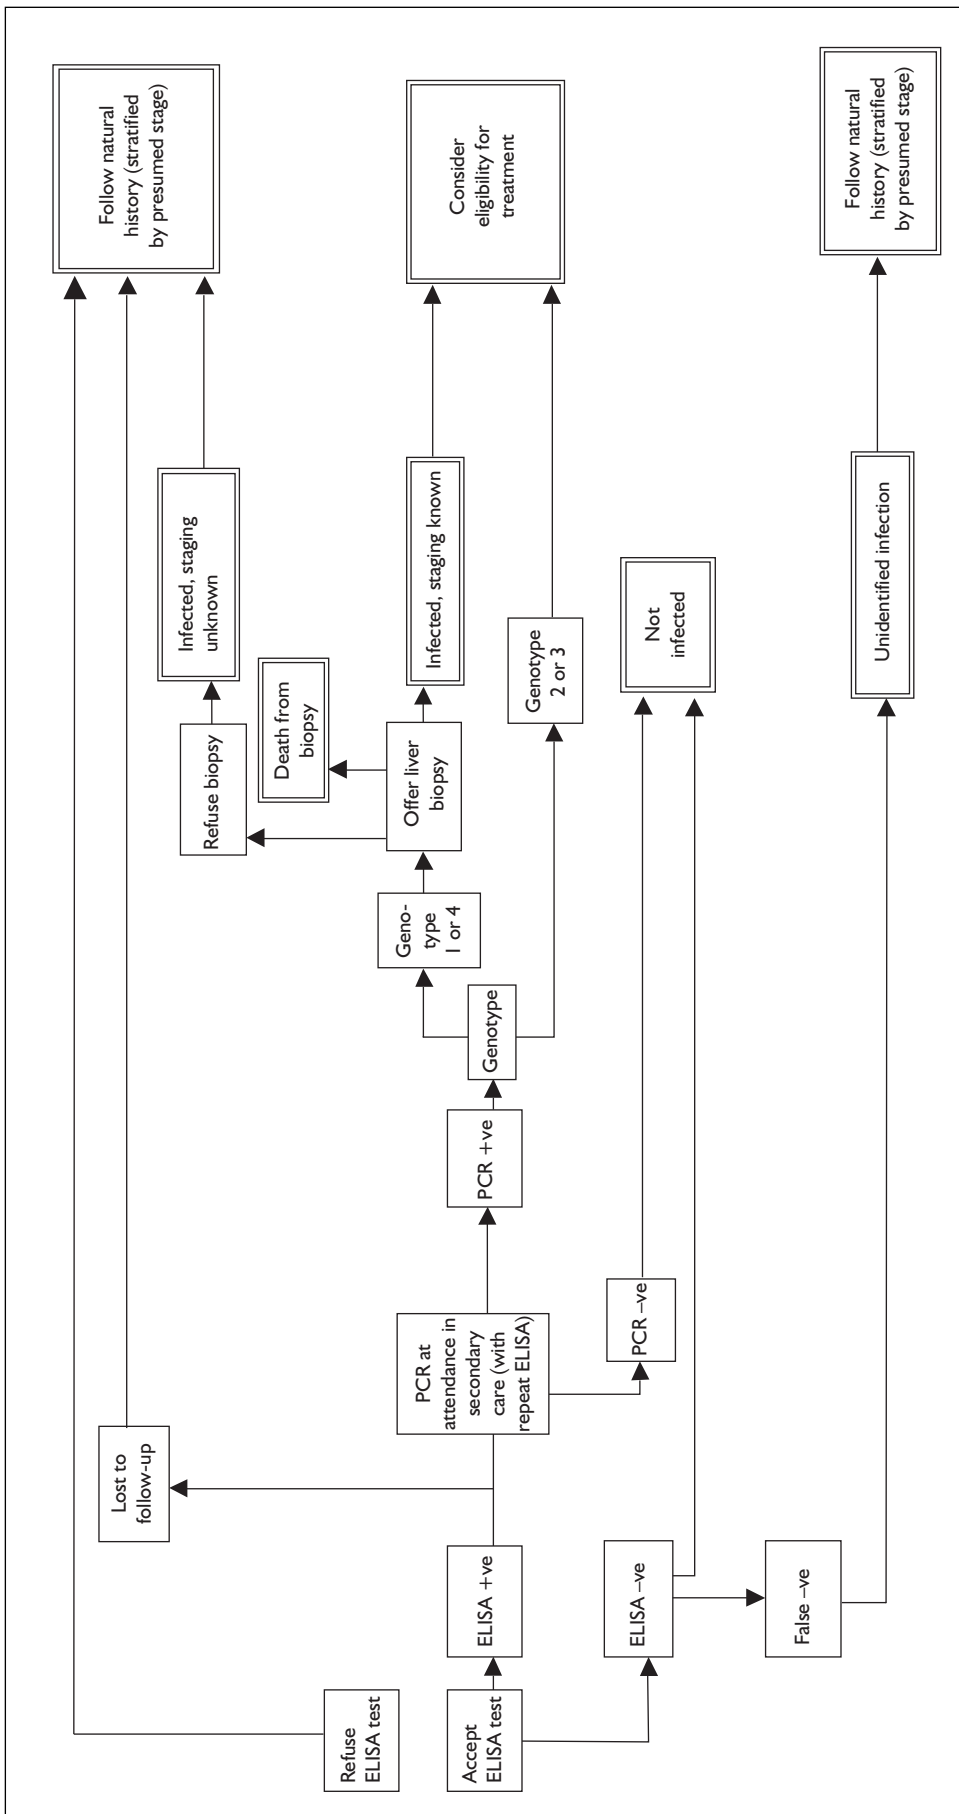 Refuse
ELISA test
Accept
ELISA test
ELISA +ve
ELISA –ve
False –ve
Lost to
follow-up
PCR at
attendance in
secondary
care (with
repeat ELISA)
PCR –ve
PCR +ve
Genotype
Geno-
type
1 or 4
Genotype
2 or 3
Offer liver
biopsy
Refuse biopsy
Death from
biopsy
Infected, staging
unknown
Infected, staging known
Not
infected
Unidentified infection
Follow natural
history (stratified
by presumed stage)
Consider
eligibility for
treatment
Follow natural
history (stratified
by presumed stage)